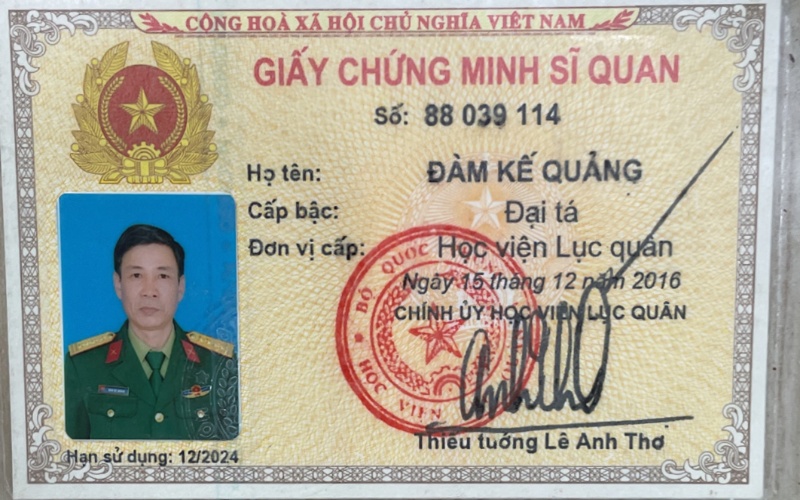 CỘNG HOÀ XÃ HỘI CHỦ NGHĨA VIỆT NAM
GIẤY CHỨNG MINH SĨ QUAN
Số: 88 039 114
Họ tên: ĐÀM KẾ QUẢNG
Cấp bậc: Đại tá
Đơn vị cấp: Học viện Lục quân
Ngày 15 tháng 12 năm 2016
CHÍNH ỦY HỌC VIỆN LỤC QUÂN
BỘ QUỐC
HỌC VIỆN
Thiếu tướng Lê Anh Thơ
Hạn sử dụng: 12/2024